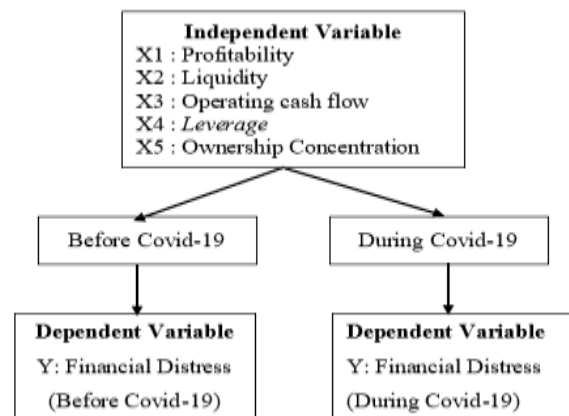 Independent Variable
X1 : Profitability
X2 : Liquidity
X3 : Operating cash flow
X4 : Leverage
X5 : Ownership Concentration
Before Covid-19
During Covid-19
Dependent Variable
Y: Financial Distress
(Before Covid-19)
Dependent Variable
Y: Financial Distress
(During Covid-19)